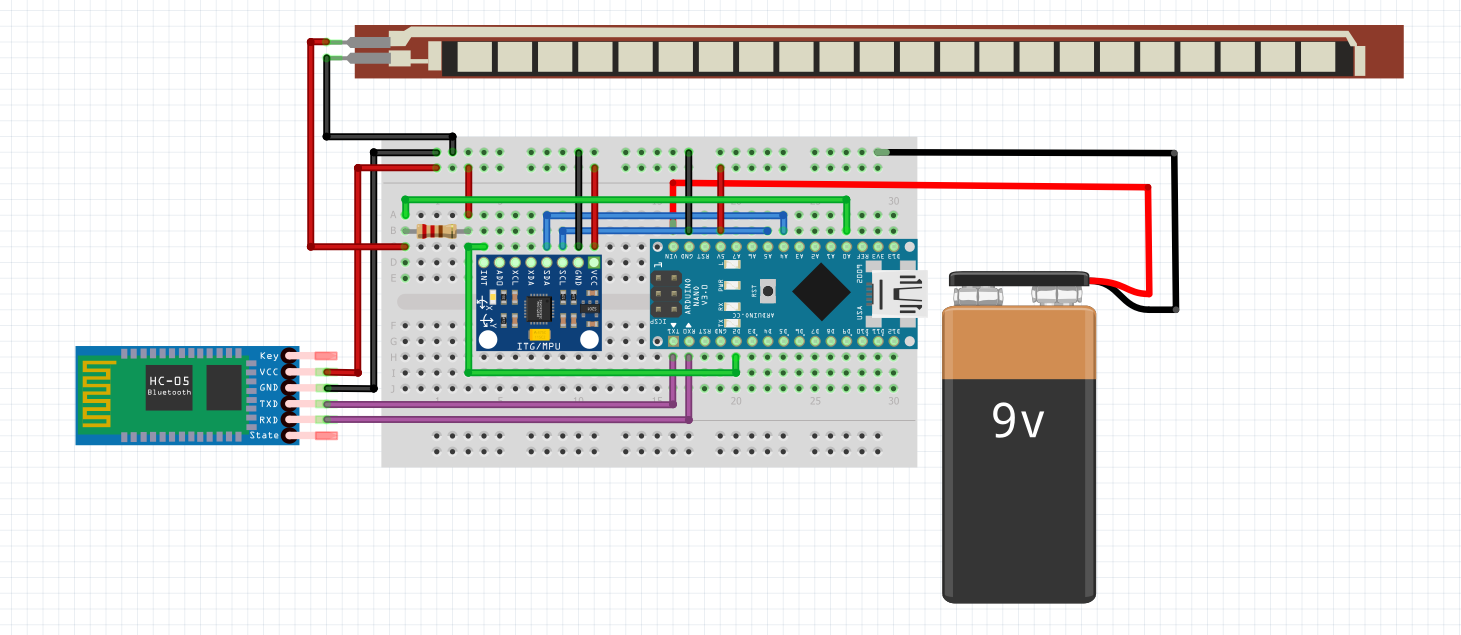 30
A
B
D
E
F
G
H
I
J
1
10
15
20
25
30
INT
AD0
XCL
XDA
SDA
SCL
GND
VCC
X
Y
ITG/MPU
VIN
GND
RST
5V
A7
A6
A5
A4
A3
A2
A1
A0
REF
3V3
D13
L
PWR
RX
TX
RST
ARDUINO
NANO
V3.0
ICSP
ARDUINO.CC
2009
USA
TX1
RX0
RST
GND
D2
D3
D4
D5
D6
D7
D8
D9
D10
D11
D12
HC-05
Bluetooth
Key
VCC
GND
TXD
RXD
State
9v